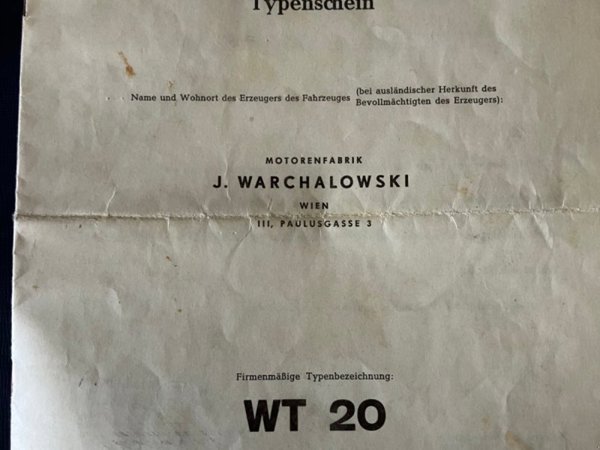 Typenschein
Name und Wohnort des Erzeugers des Fahrzeuges (bei ausländischer Herkunft des
Bevollmächtigten des Erzeugers):
MOTORENFABRIK
J. WARCHALOWSKI
WIEN
III, PAULUSGASSE 3
Firmenmäßige Typenbezeichnung:
WT 20